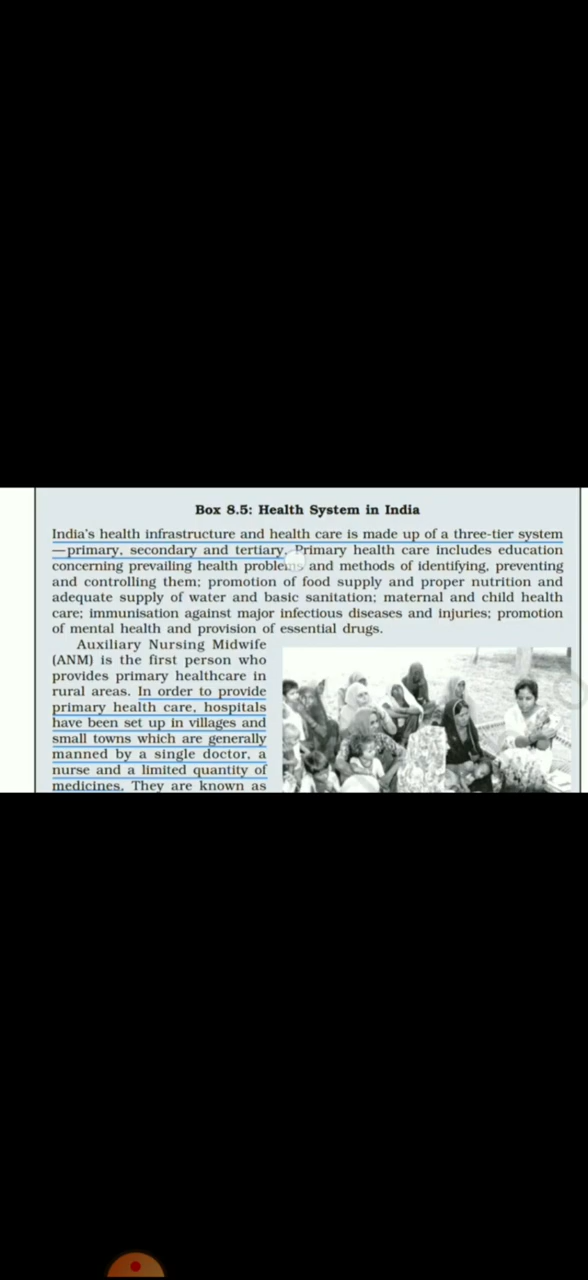 Box 8.5: Health System in India
India's health infrastructure and health care is made up of a three-tier system
—primary, secondary and tertiary. Primary health care includes education
concerning prevailing health problems and methods of identifying, preventing
and controlling them; promotion of food supply and proper nutrition and
adequate supply of water and basic sanitation; maternal and child health
care; immunisation against major infectious diseases and injuries; promotion
of mental health and provision of essential drugs.
Auxiliary Nursing Midwife
(ANM) is the first person who
provides primary healthcare in
rural areas. In order to provide
primary health care, hospitals
have been set up in villages and
small towns which are generally
manned by a single doctor, a
nurse and a limited quantity of
medicines. They are known as